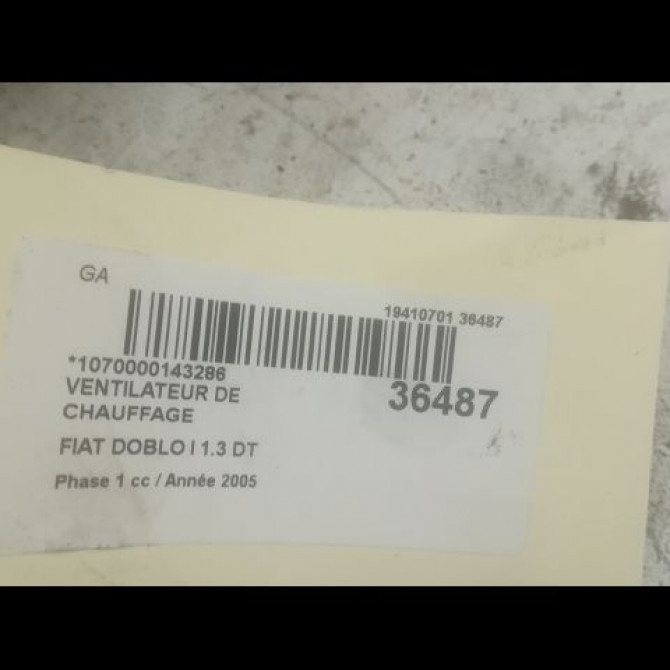 GA
19410701 36487
*1070000143286
36487
VENTILATEUR DE
CHAUFFAGE
FIAT DOBLO I 1.3 DT
Phase 1 cc / Année 2005